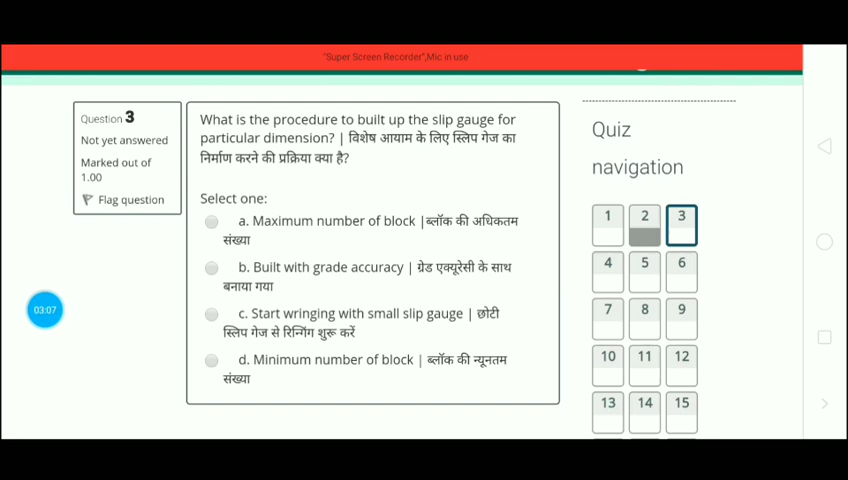 "Super Screen Recorder",Mic in use
Question 3
Not yet answered
Marked out of
1.00
Flag question
What is the procedure to built up the slip gauge for
particular dimension? | विशेष आयाम के लिए स्लिप गेज का
निर्माण करने की प्रक्रिया क्या है?
Select one:
a. Maximum number of block |ब्लॉक की अधिकतम
संख्या
b. Built with grade accuracy | ग्रेड एक्यूरेसी के साथ
बनाया गया
c. Start wringing with small slip gauge | छोटी
स्लिप गेज से रिन्गिंग शुरू करें
d. Minimum number of block | ब्लॉक की न्यूनतम
संख्या
03:07
Quiz
navigation
1 2 3
4 5 6
7 8 9
10 11 12
13 14 15